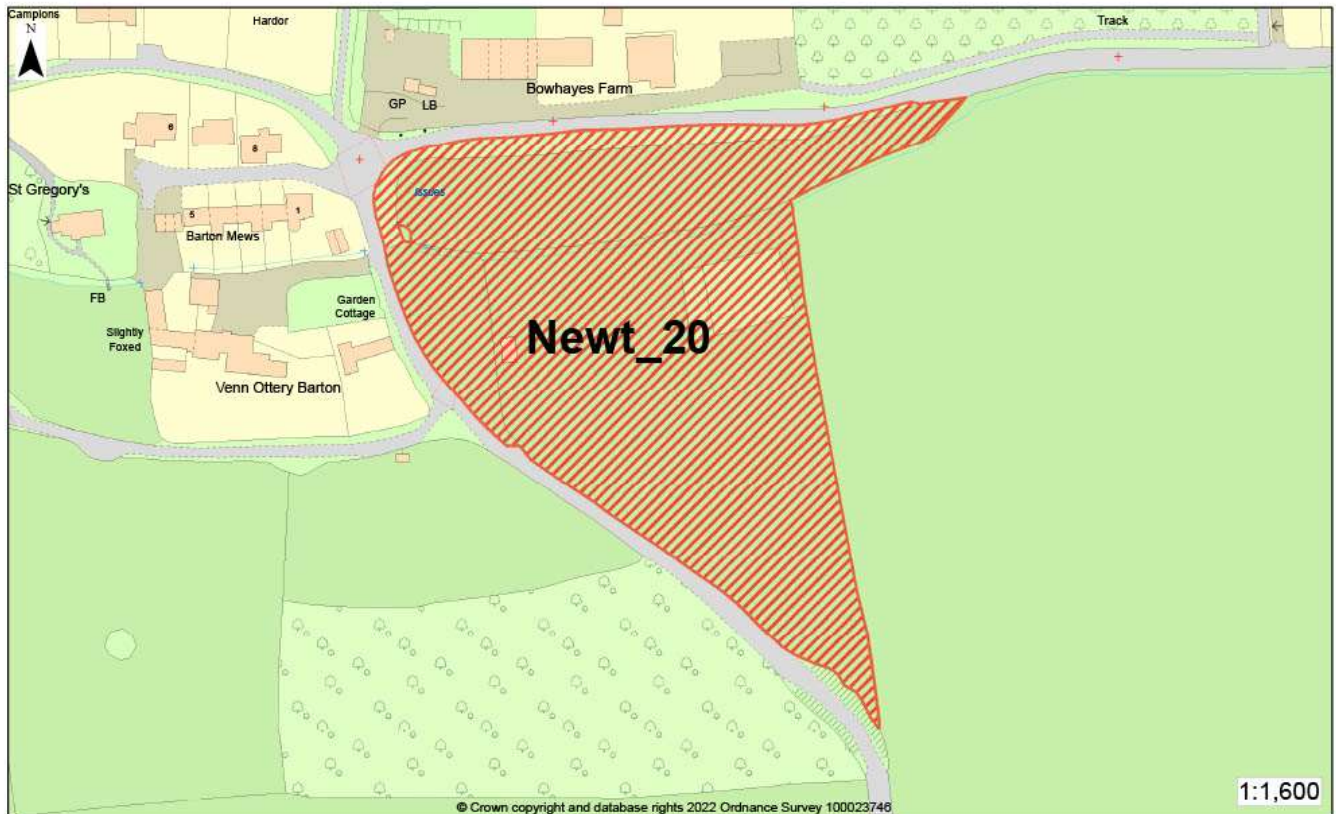 Campions
N
Hardor
Track
Bowhayes Farm
GP
LB
6
8
St Gregory's
Issues
5
1
Barton Mews
FB
Garden
Cottage
Slightly
Foxed
Newt_20
Venn Ottery Barton
1:1,600
© Crown copyright and database rights 2022 Ordnance Survey 100023746